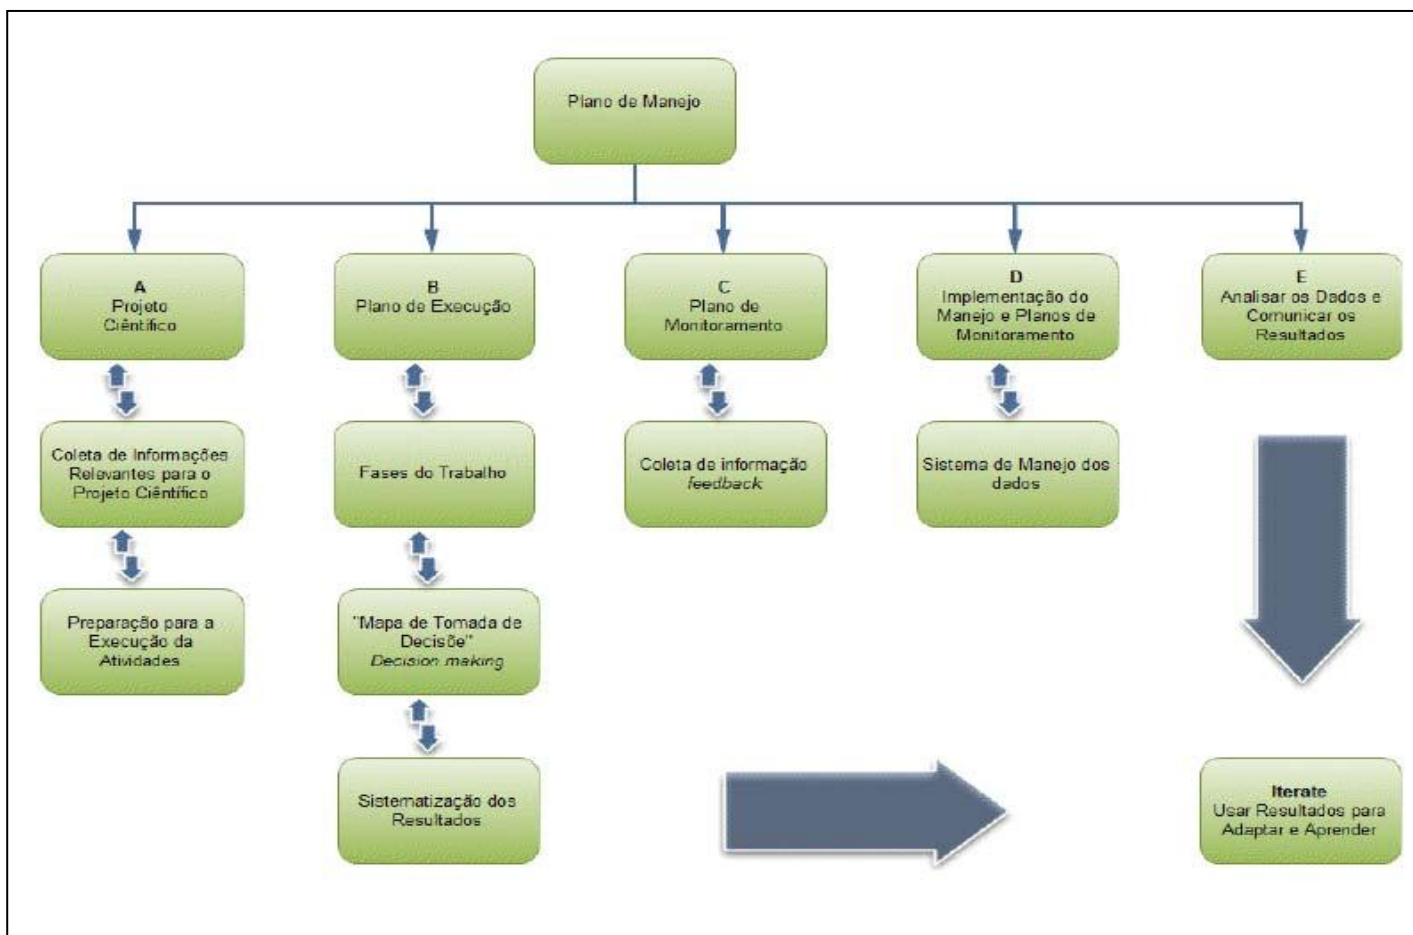 Plano de Manejo
A
Projeto
Ciêntífico
B
Plano de Execução
C
Plano de
Monitoramento
D
Implementação do
Manejo e Planos de
Monitoramento
E
Analisar os Dados e
Comunicar os
Resultados
Coleta de Informações
Relevantes para o
Projeto Ciêntífico
Fases do Trabalho
Coleta de informação
feedback
Sistema de Manejo dos
dados
Preparação para a
Execução da
Atividades
"Mapa de Tomada de
Decisõe"
Decision making
Sistematização dos
Resultados
Iterate
Usar Resultados para
Adaptar e Aprender